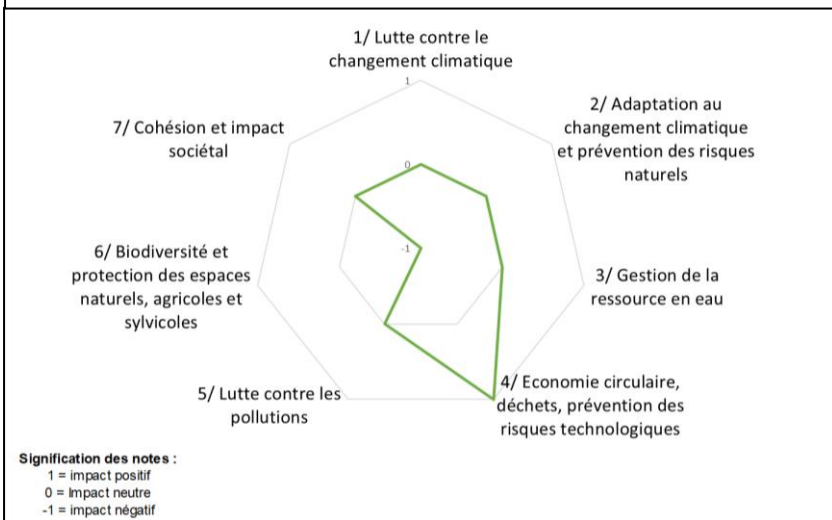 1/ Lutte contre le
changement climatique
1
2/ Adaptation au
changement climatique
et prévention des risques
naturels
7/ Cohésion et impact
sociétal
0
-1
6/ Biodiversité et
protection des espaces
naturels, agricoles et
sylvicoles
3/ Gestion de la
ressource en eau
5/ Lutte contre les
pollutions
4/ Economie circulaire,
déchets, prévention des
risques technologiques
Signification des notes :
1 = impact positif
0 = Impact neutre
-1 = impact négatif